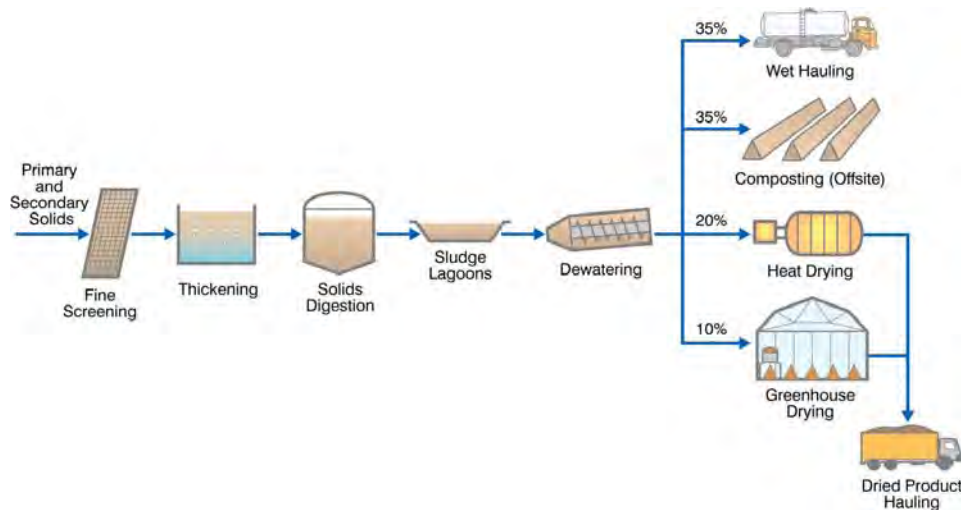 Primary
and
Secondary
Solids
Fine
Screening
Thickening
Solids
Digestion
Sludge
Lagoons
Dewatering
35%
Wet Hauling
35%
Composting (Offsite)
20%
Heat Drying
10%
Greenhouse
Drying
Dried Product
Hauling